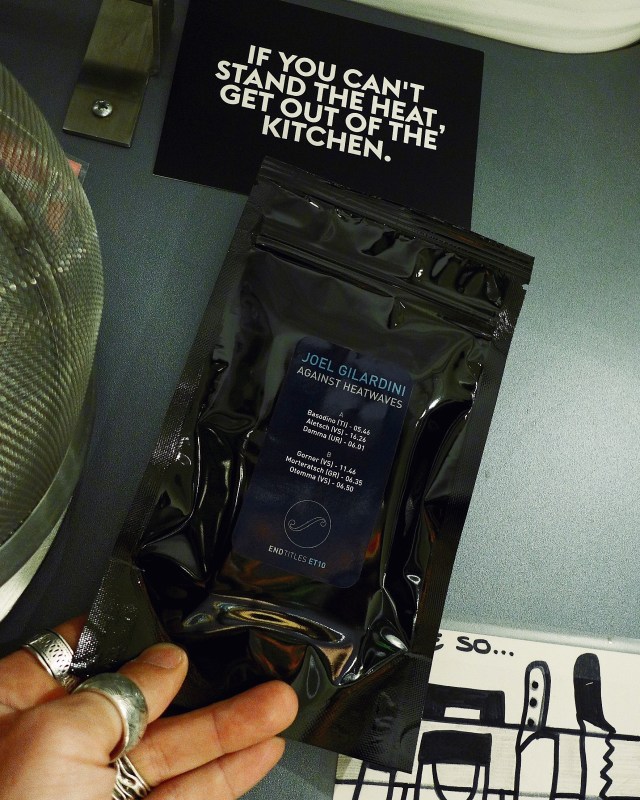 IF YOU CAN'T
STAND THE HEAT,
GET OUT OF THE
KITCHEN.
JOEL GILARDINI
AGAINST HEATWAVES
A
Basodino (TI) - 05.46
Aletsch (VS) - 16.26
Damma (UR) - 06.01
B
Gorner (VS) - 11.46
Morteratsch (GR) - 06.35
Otemma (VS) - 06.50
ENDTITLES ET10
SO...